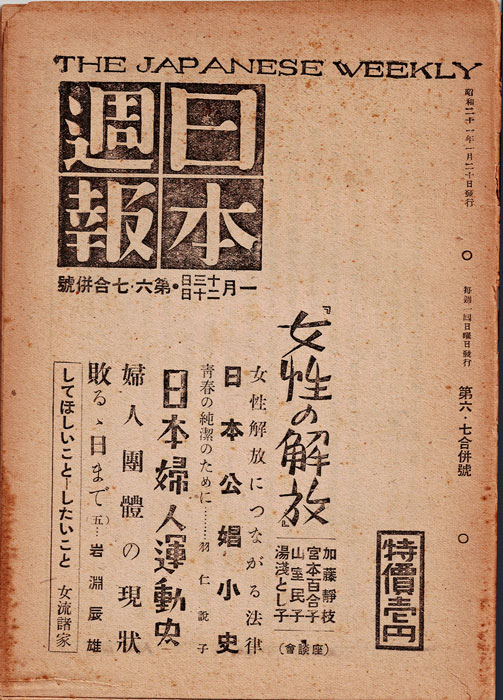 THE JAPANESE WEEKLY
日本
週報
一月十三日二十日・第六・七合併號
昭和二十一年一月二十日發行
毎週一回日曜日發行
第六・七合併號
特價壱円
『女性の解放』
加藤靜枝
宮本百合子
山室民子
湯淺とし子
(座談會)
女性解放につながる法律
日本公娼小史
青春の純潔のために………羽仁説子
日本婦人運動史
婦人團體の現狀
敗るゝ日まで(五)…岩淵辰雄
してほしいこと―したいこと 女流諸家